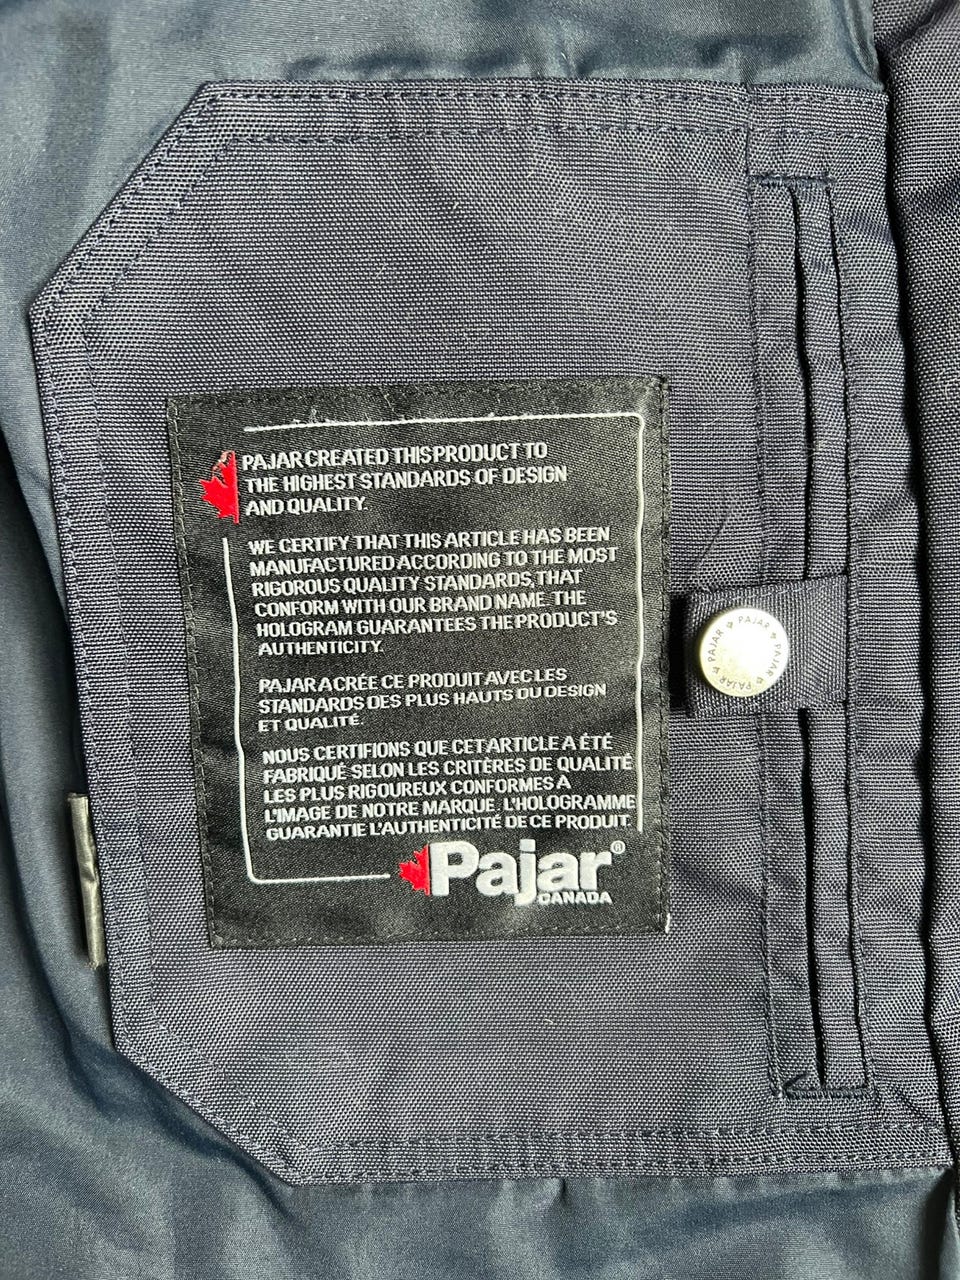 PAJAR CREATED THIS PRODUCT TO
THE HIGHEST STANDARDS OF DESIGN
AND QUALITY.
WE CERTIFY THAT THIS ARTICLE HAS BEEN
MANUFACTURED ACCORDING TO THE MOST
RIGOROUS QUALITY STANDARDS, THAT
CONFORM WITH OUR BRAND NAME. THE
HOLOGRAM GUARANTEES THE PRODUCT'S
AUTHENTICITY.
PAJAR A CRÉE CE PRODUIT AVEC LES
STANDARDS DES PLUS HAUTS DU DESIGN
ET QUALITÉ.
NOUS CERTIFIONS QUE CET ARTICLE A ÉTÉ
FABRIQUÉ SELON LES CRITÈRES DE QUALITÉ
LES PLUS RIGOUREUX CONFORMES À
L'IMAGE DE NOTRE MARQUE. L'HOLOGRAMME
GUARANTIE L'AUTHENTICITÉ DE CE PRODUIT.
Pajar®
CANADA
PAJAR PAJAR PAJAR PAJAR